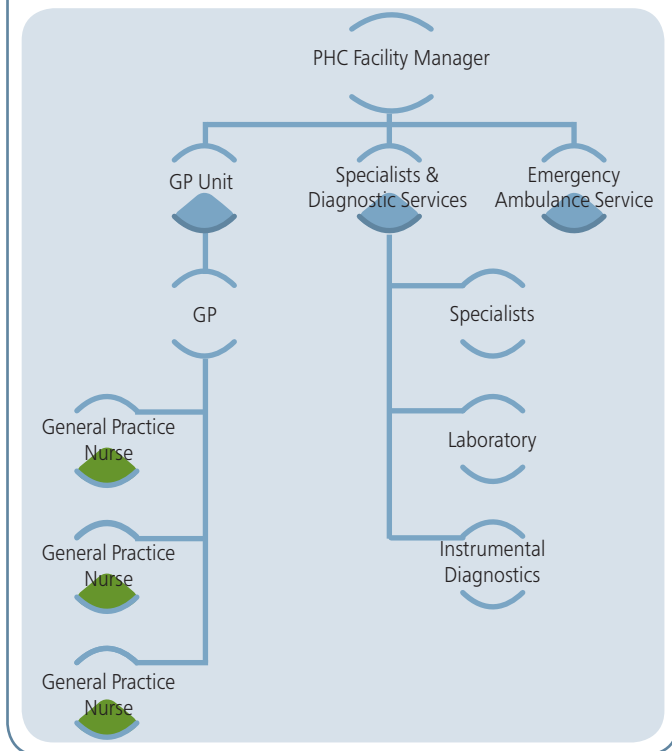 PHC Facility Manager
GP Unit
Specialists &
Diagnostic Services
Emergency
Ambulance Service
GP
Specialists
General Practice
Nurse
Laboratory
General Practice
Nurse
Instrumental
Diagnostics
General Practice
Nurse